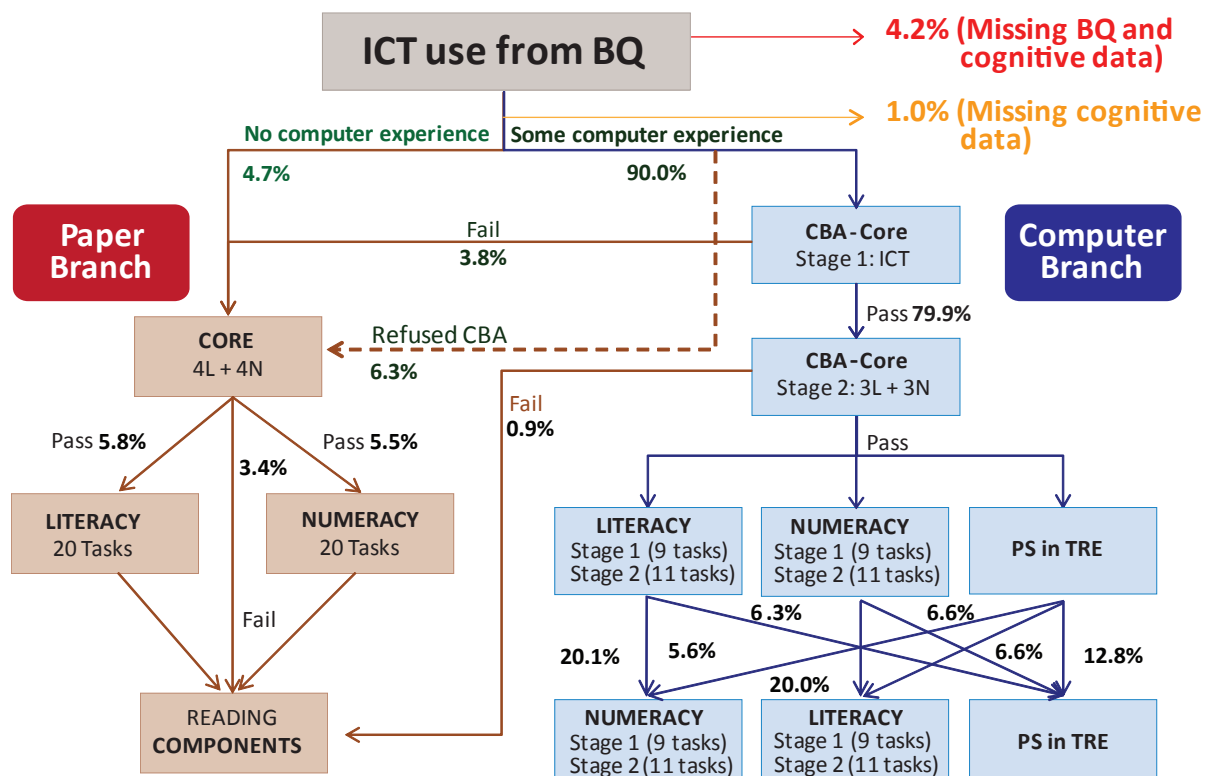 ICT use from BQ
4.2% (Missing BQ and
cognitive data)
1.0% (Missing cognitive
data)
No computer experience
Some computer experience
4.7%
90.0%
Paper
Branch
Computer
Branch
CBA-Core
Stage 1: ICT
Fail
3.8%
Pass 79.9%
CORE
4L + 4N
Refused CBA
6.3%
CBA-Core
Stage 2: 3L + 3N
Fail
0.9%
Pass 5.8%
3.4%
Pass 5.5%
Pass
LITERACY
20 Tasks
NUMERACY
20 Tasks
LITERACY
Stage 1 (9 tasks)
Stage 2 (11 tasks)
NUMERACY
Stage 1 (9 tasks)
Stage 2 (11 tasks)
PS in TRE
Fail
6.3%
6.6%
20.1%
5.6%
6.6%
12.8%
20.0%
READING
COMPONENTS
NUMERACY
Stage 1 (9 tasks)
Stage 2 (11 tasks)
LITERACY
Stage 1 (9 tasks)
Stage 2 (11 tasks)
PS in TRE